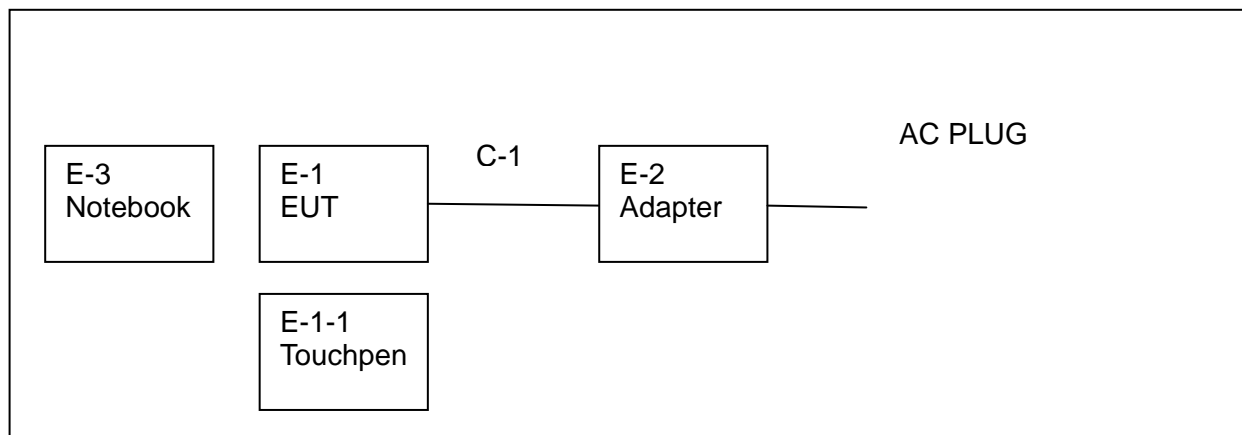 E-3
Notebook
E-1
EUT
C-1
E-2
Adapter
AC PLUG
E-1-1
Touchpen